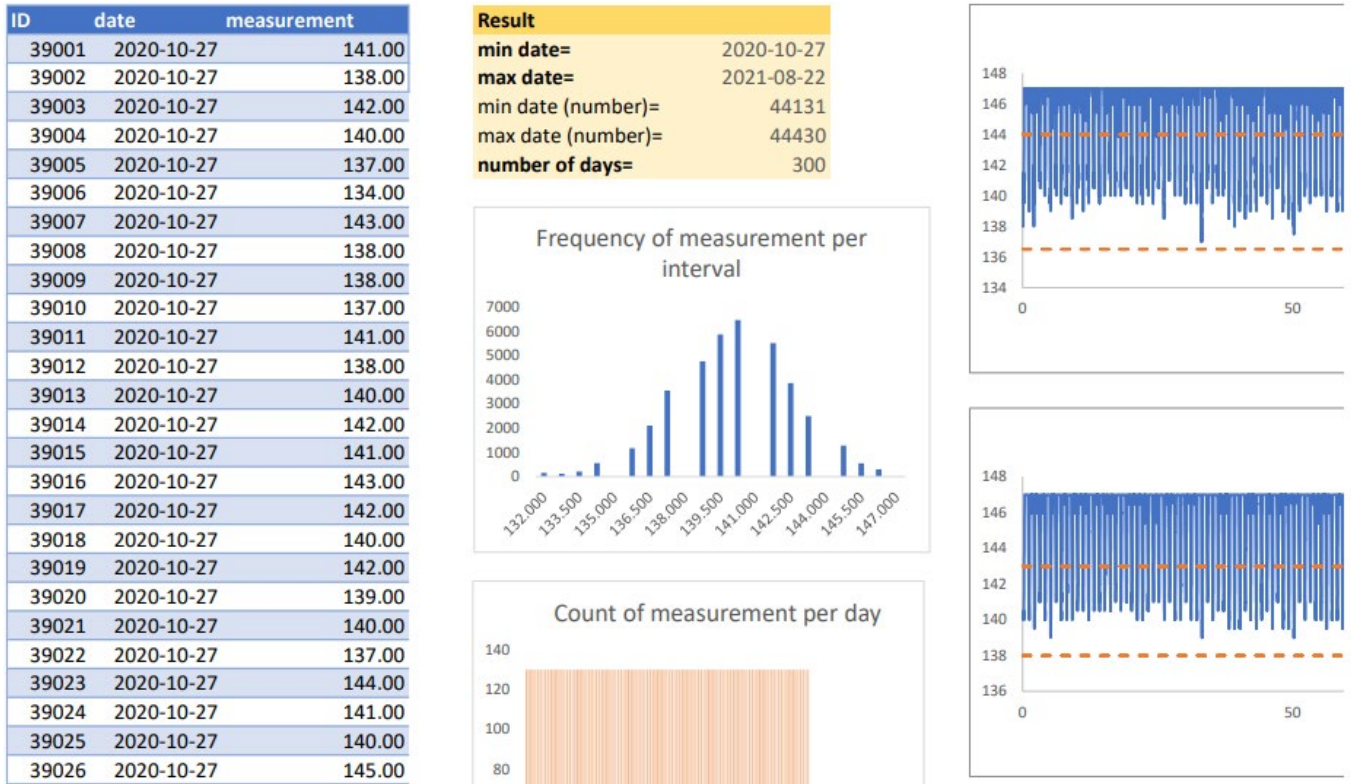 ID date measurement
39001 2020-10-27 141.00
39002 2020-10-27 138.00
39003 2020-10-27 142.00
39004 2020-10-27 140.00
39005 2020-10-27 137.00
39006 2020-10-27 134.00
39007 2020-10-27 143.00
39008 2020-10-27 138.00
39009 2020-10-27 138.00
39010 2020-10-27 137.00
39011 2020-10-27 141.00
39012 2020-10-27 138.00
39013 2020-10-27 140.00
39014 2020-10-27 142.00
39015 2020-10-27 141.00
39016 2020-10-27 143.00
39017 2020-10-27 142.00
39018 2020-10-27 140.00
39019 2020-10-27 142.00
39020 2020-10-27 139.00
39021 2020-10-27 140.00
39022 2020-10-27 137.00
39023 2020-10-27 144.00
39024 2020-10-27 141.00
39025 2020-10-27 140.00
39026 2020-10-27 145.00
Result
min date= 2020-10-27
max date= 2021-08-22
min date (number)= 44131
max date (number)= 44430
number of days= 300
Frequency of measurement per
interval
7000
6000
5000
4000
3000
2000
1000
0
132.000 133.500 135.000 136.500 138.000 139.500 141.000 142.500 144.000 145.500 147.000
Count of measurement per day
140
120
100
80
148
146
144
142
140
138
136
134
0 50
148
146
144
142
140
138
136
0 50